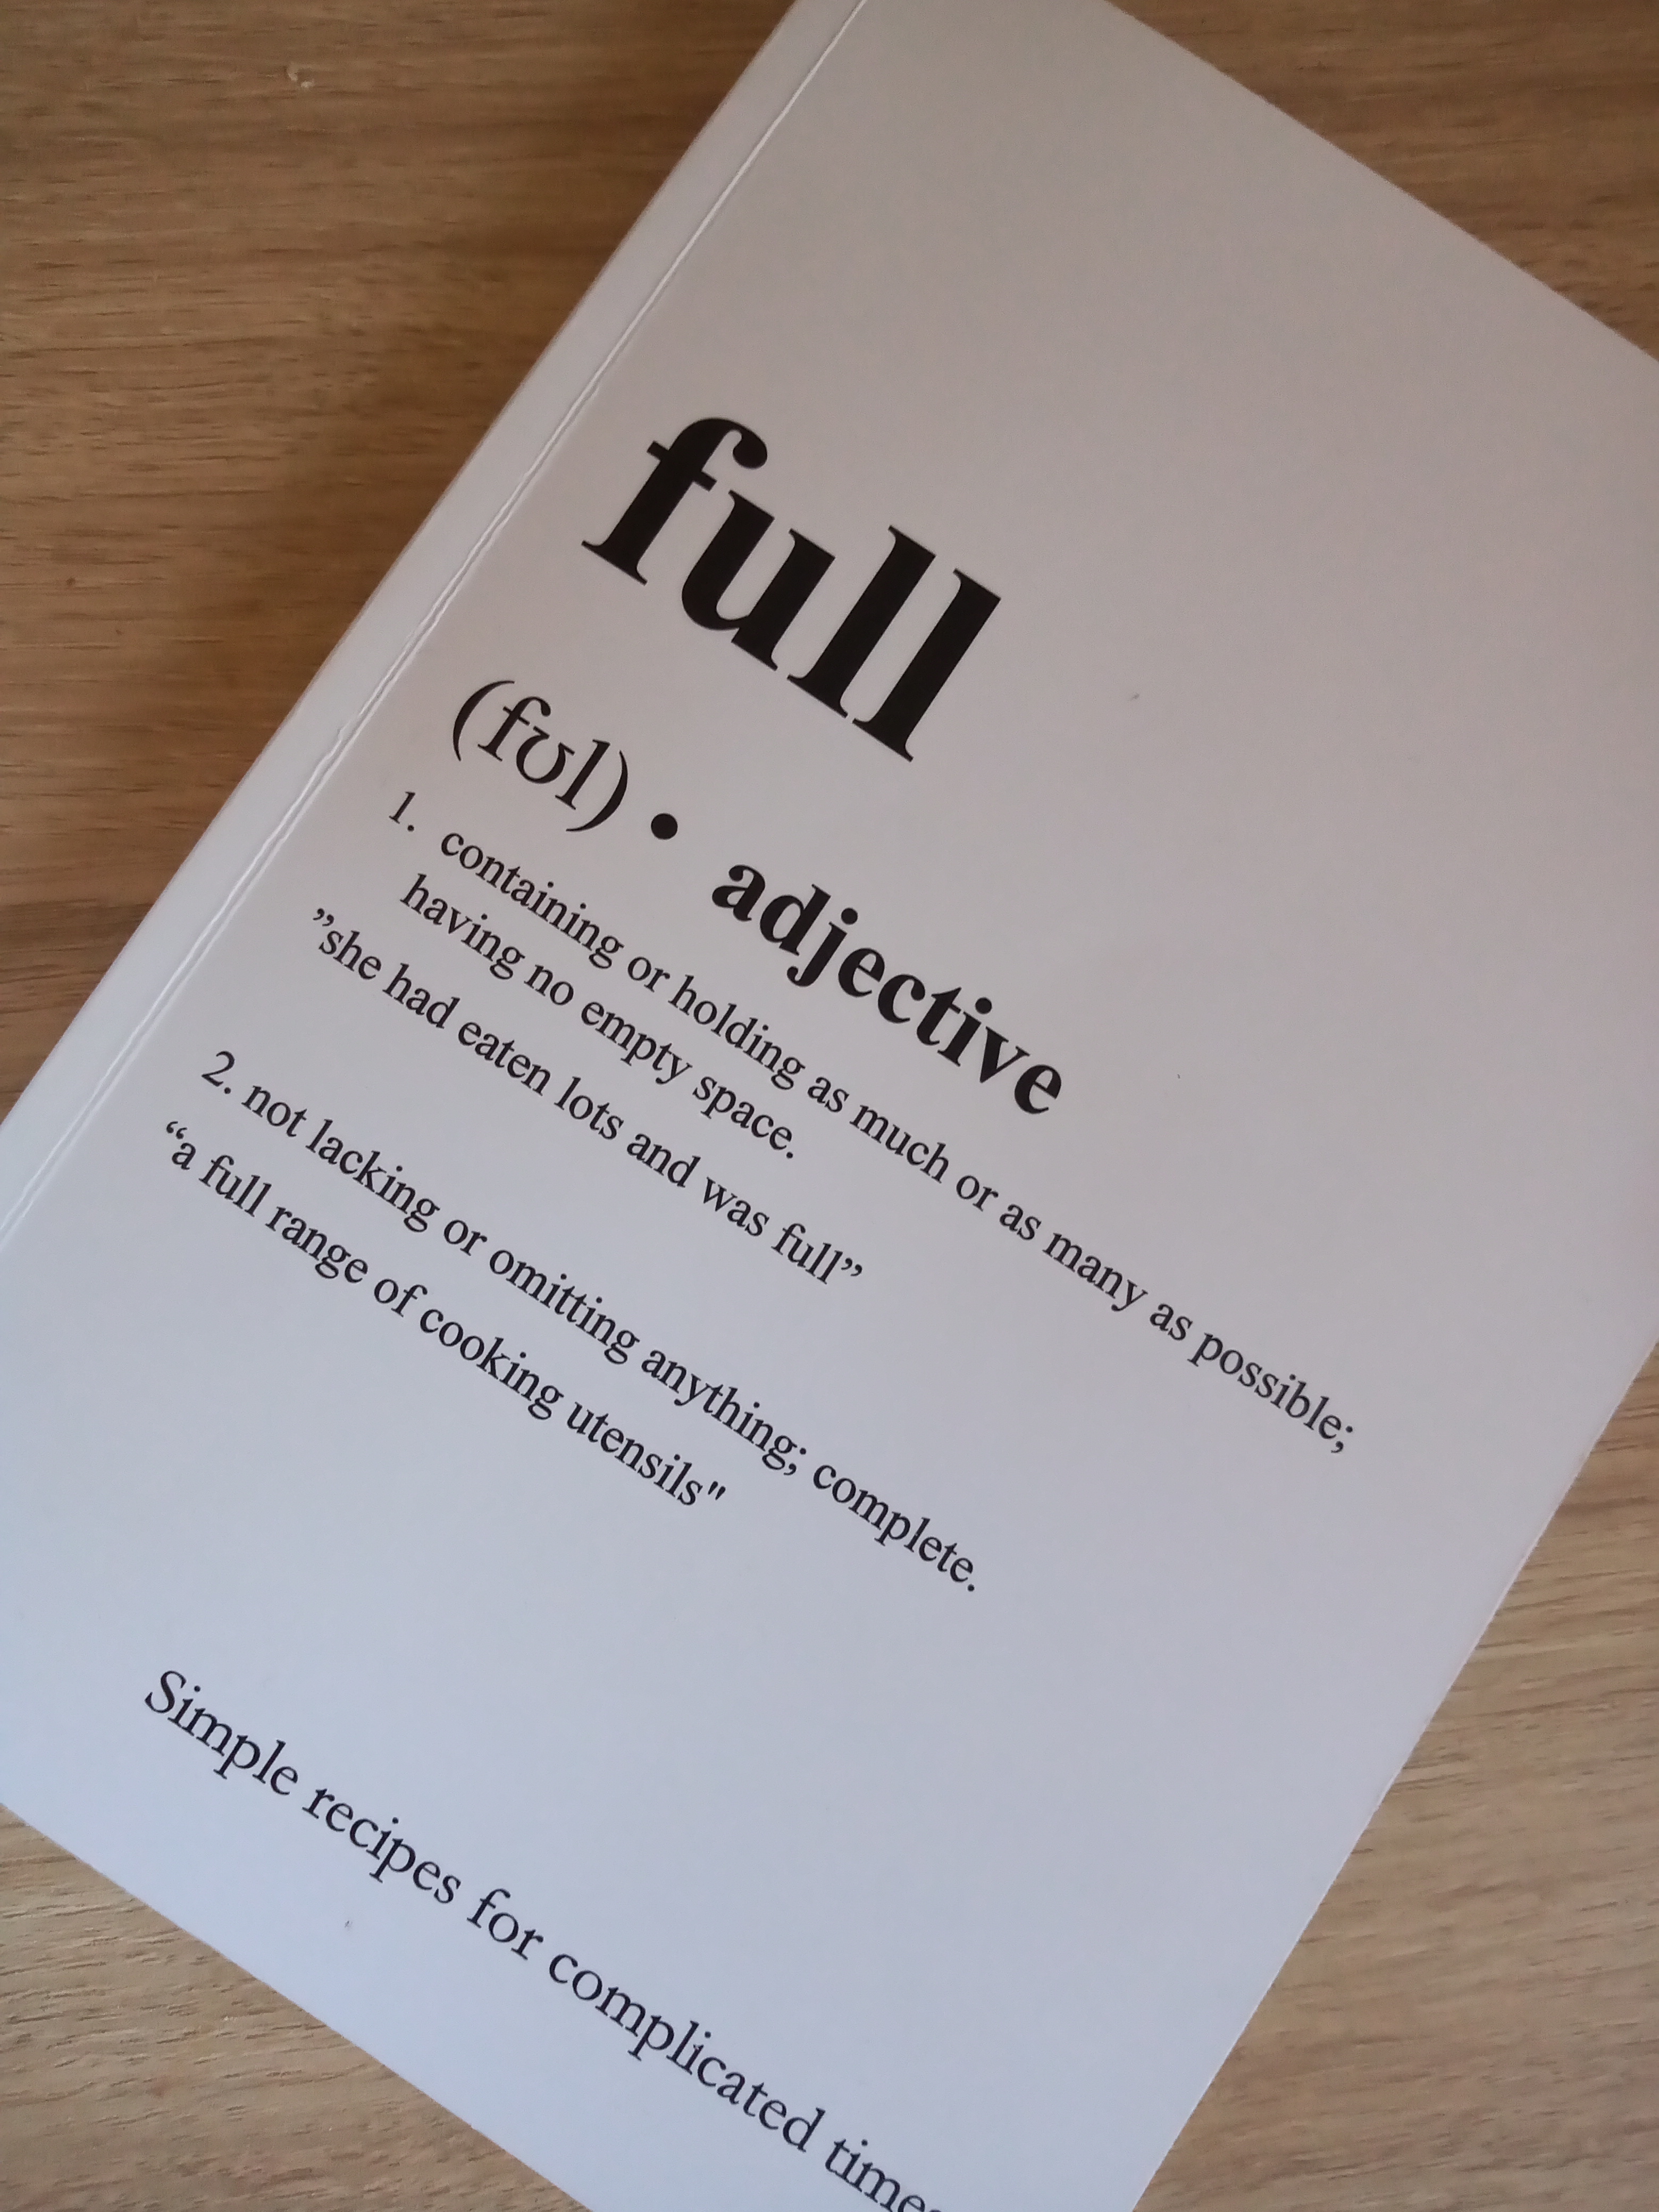 full
(fʊl) • adjective
1. containing or holding as much or as many as possible;
having no empty space.
”she had eaten lots and was full”
2. not lacking or omitting anything; complete.
“a full range of cooking utensils"
Simple recipes for complicated times